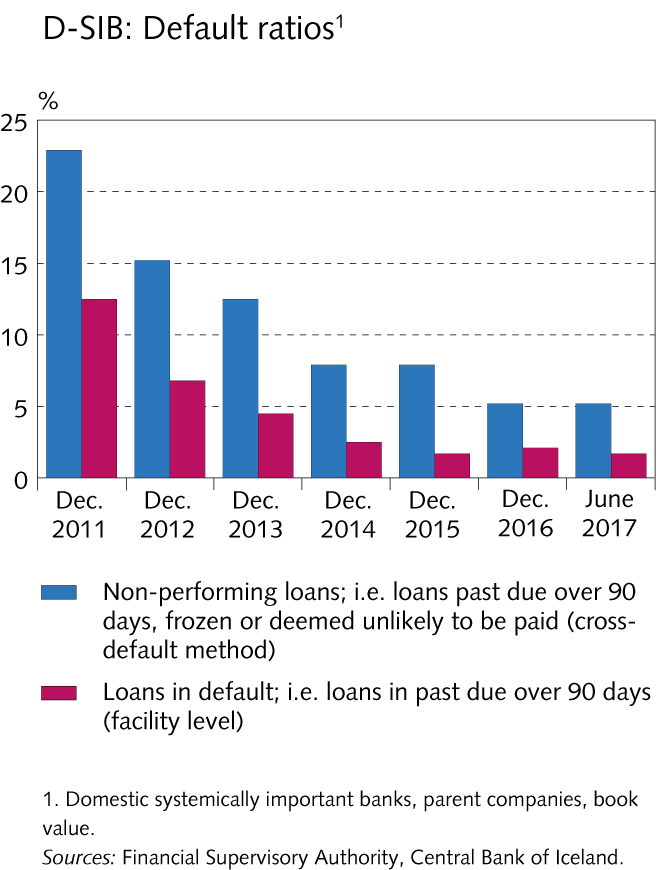 D-SIB: Default ratios¹
%
25
20
15
10
5
0
Dec. Dec. Dec. Dec. Dec. Dec. June
2011 2012 2013 2014 2015 2016 2017
Non-performing loans; i.e. loans past due over 90
days, frozen or deemed unlikely to be paid (cross-
default method)
Loans in default; i.e. loans in past due over 90 days
(facility level)
1. Domestic systemically important banks, parent companies, book
value.
Sources: Financial Supervisory Authority, Central Bank of Iceland.